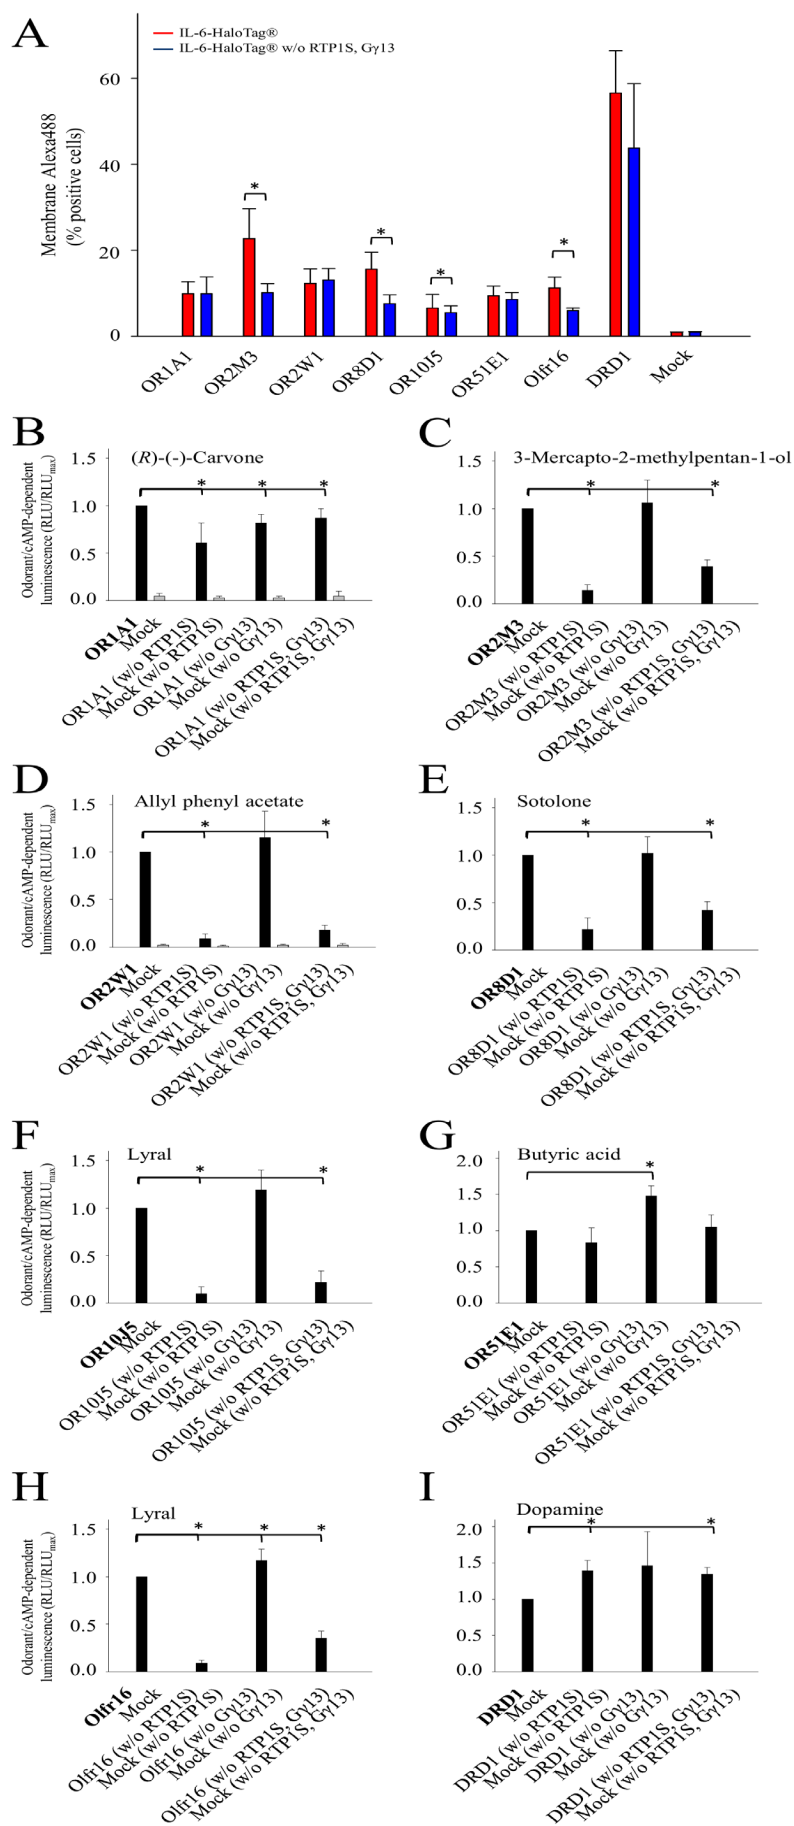 A
IL-6-HaloTag®
IL-6-HaloTag® w/o RTP1S, Gγ13
Membrane Alexa488
(% positive cells)
60
40
20
0
*
*
*
*
OR1A1
OR2M3
OR2W1
OR8D1
OR10J5
OR51E1
Olfr16
DRD1
Mock
B
(R)-(-)-Carvone
Odorant/cAMP-dependent
luminescence (RLU/RLUmax)
1.5
1.0
0.5
0.0
*
*
*
OR1A1
Mock
OR1A1 (w/o RTP1S)
Mock (w/o RTP1S)
OR1A1 (w/o Gγ13)
Mock (w/o Gγ13)
OR1A1 (w/o RTP1S, Gγ13)
Mock (w/o RTP1S, Gγ13)
C
3-Mercapto-2-methylpentan-1-ol
1.5
1.0
0.5
0.0
*
*
OR2M3
Mock
OR2M3 (w/o RTP1S)
Mock (w/o RTP1S)
OR2M3 (w/o Gγ13)
Mock (w/o Gγ13)
OR2M3 (w/o RTP1S, Gγ13)
Mock (w/o RTP1S, Gγ13)
D
Allyl phenyl acetate
Odorant/cAMP-dependent
luminescence (RLU/RLUmax)
1.5
1.0
0.5
0.0
*
*
OR2W1
Mock
OR2W1 (w/o RTP1S)
Mock (w/o RTP1S)
OR2W1 (w/o Gγ13)
Mock (w/o Gγ13)
OR2W1 (w/o RTP1S, Gγ13)
Mock (w/o RTP1S, Gγ13)
E
Sotolone
1.5
1.0
0.5
0.0
*
*
OR8D1
Mock
OR8D1 (w/o RTP1S)
Mock (w/o RTP1S)
OR8D1 (w/o Gγ13)
Mock (w/o Gγ13)
OR8D1 (w/o RTP1S, Gγ13)
Mock (w/o RTP1S, Gγ13)
F
Lyral
Odorant/cAMP-dependent
luminescence (RLU/RLUmax)
1.5
1.0
0.5
0.0
*
*
OR10J5
Mock
OR10J5 (w/o RTP1S)
Mock (w/o RTP1S)
OR10J5 (w/o Gγ13)
Mock (w/o Gγ13)
OR10J5 (w/o RTP1S, Gγ13)
Mock (w/o RTP1S, Gγ13)
G
Butyric acid
2.0
1.5
1.0
0.5
0.0
*
OR51E1
Mock
OR51E1 (w/o RTP1S)
Mock (w/o RTP1S)
OR51E1 (w/o Gγ13)
Mock (w/o Gγ13)
OR51E1 (w/o RTP1S, Gγ13)
Mock (w/o RTP1S, Gγ13)
H
Lyral
Odorant/cAMP-dependent
luminescence (RLU/RLUmax)
1.5
1.0
0.5
0.0
*
*
*
Olfr16
Mock
Olfr16 (w/o RTP1S)
Mock (w/o RTP1S)
Olfr16 (w/o Gγ13)
Mock (w/o Gγ13)
Olfr16 (w/o RTP1S, Gγ13)
Mock (w/o RTP1S, Gγ13)
I
Dopamine
2.0
1.5
1.0
0.5
0.0
*
*
DRD1
Mock
DRD1 (w/o RTP1S)
Mock (w/o RTP1S)
DRD1 (w/o Gγ13)
Mock (w/o Gγ13)
DRD1 (w/o RTP1S, Gγ13)
Mock (w/o RTP1S, Gγ13)